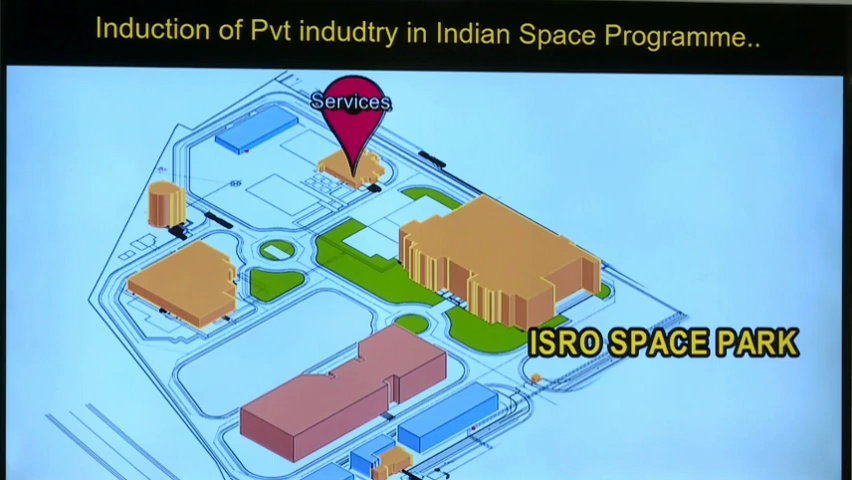 Induction of Pvt indudtry in Indian Space Programme..
Services
ISRO SPACE PARK